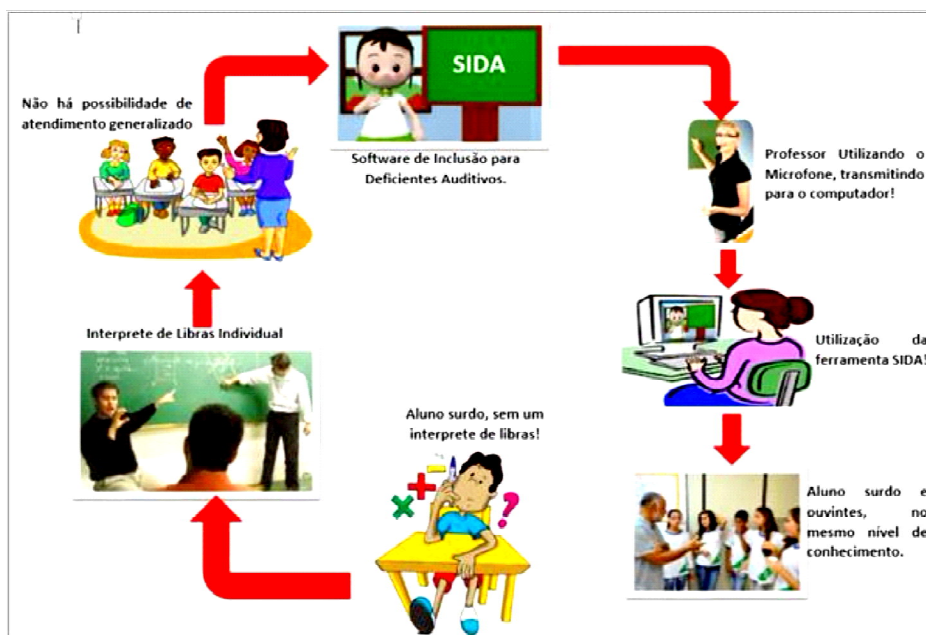 SIDA
Não há possibilidade de
atendimento generalizado
Software de Inclusão para
Deficientes Auditivos.
Professor Utilizando o
Microfone, transmitindo
para o computador!
Interprete de Libras Individual
Utilização da
ferramenta SIDA!
Aluno surdo, sem um
interprete de libras!
Aluno surdo e
ouvintes, no
mesmo nível de
conhecimento.